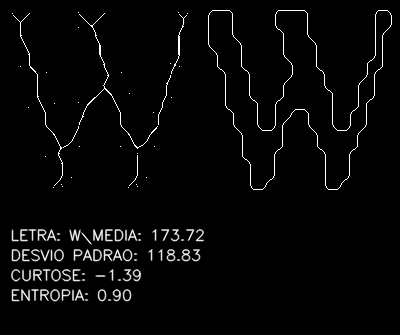 W W
LETRA: W\MEDIA: 173.72
DESVIO PADRAO: 118.83
CURTOSE: -1.39
ENTROPIA: 0.90